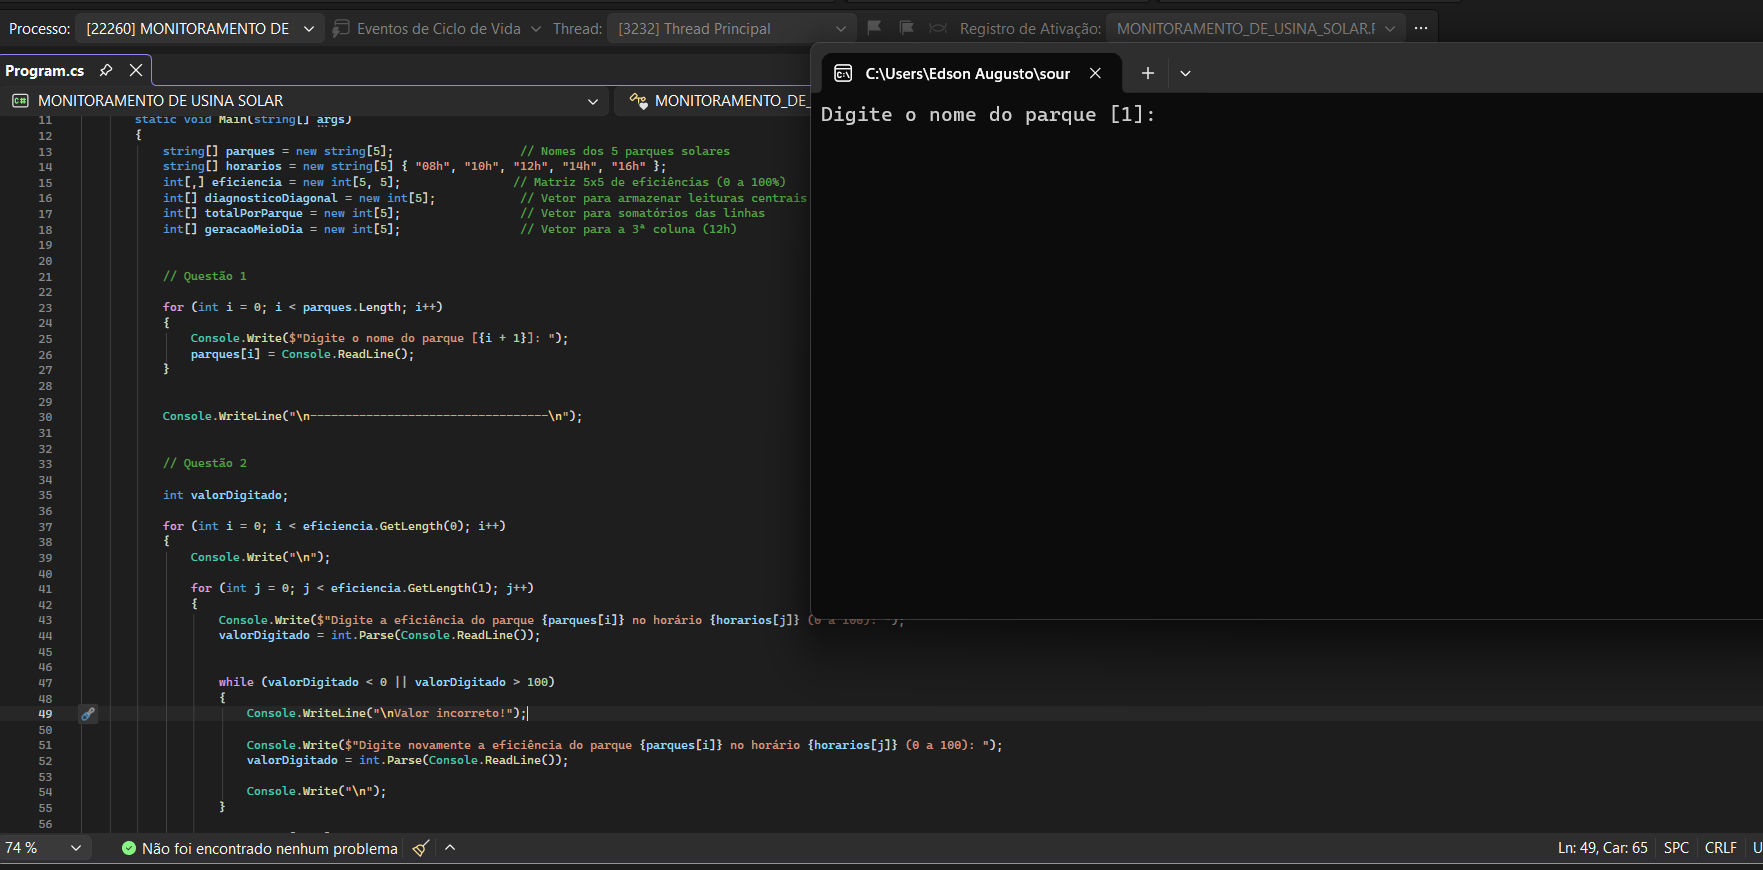 Processo: [22260] MONITORAMENTO DE Eventos de Ciclo de Vida Thread: [3232] Thread Principal Registro de Ativação: MONITORAMENTO_DE_USINA_SOLAR.F ...
Program.cs
C:\Users\Edson Augusto\sour
MONITORAMENTO DE USINA SOLAR MONITORAMENTO_DE_
Digite o nome do parque [1]:
11 static void Main(string[] args)
12 {
13 string[] parques = new string[5]; // Nomes dos 5 parques solares
14 string[] horarios = new string[5] { "08h", "10h", "12h", "14h", "16h" };
15 int[,] eficiencia = new int[5, 5]; // Matriz 5x5 de eficiências (0 a 100%)
16 int[] diagnosticoDiagonal = new int[5]; // Vetor para armazenar leituras centrais
17 int[] totalPorParque = new int[5]; // Vetor para somatórios das linhas
18 int[] geracaoMeioDia = new int[5]; // Vetor para a 3ª coluna (12h)
19
20
21 // Questão 1
22
23 for (int i = 0; i < parques.Length; i++)
24 {
25 Console.Write($"Digite o nome do parque [{i + 1}]: ");
26 parques[i] = Console.ReadLine();
27 }
28
29
30 Console.WriteLine("\n----------------------------------\n");
31
32
33 // Questão 2
34
35 int valorDigitado;
36
37 for (int i = 0; i < eficiencia.GetLength(0); i++)
38 {
39 Console.Write("\n");
40
41 for (int j = 0; j < eficiencia.GetLength(1); j++)
42 {
43 Console.Write($"Digite a eficiência do parque {parques[i]} no horário {horarios[j]} (0 a 100): ");
44 valorDigitado = int.Parse(Console.ReadLine());
45
46
47 while (valorDigitado < 0 || valorDigitado > 100)
48 {
49 Console.WriteLine("\nValor incorreto!");
50
51 Console.Write($"Digite novamente a eficiência do parque {parques[i]} no horário {horarios[j]} (0 a 100): ");
52 valorDigitado = int.Parse(Console.ReadLine());
53
54 Console.Write("\n");
55 }
56
74 % Não foi encontrado nenhum problema Ln: 49, Car: 65 SPC CRLF